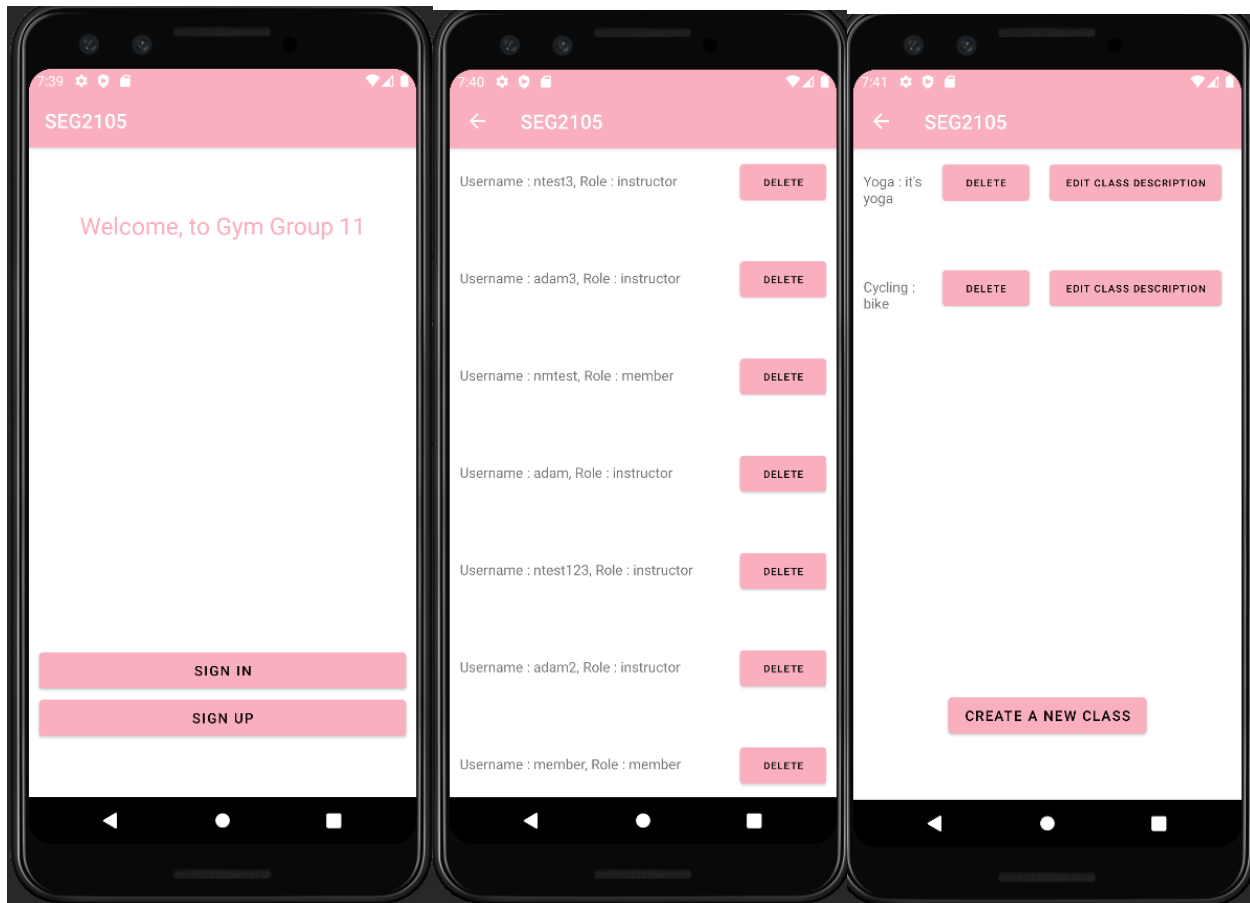 7:39
SEG2105
Welcome, to Gym Group 11
SIGN IN
SIGN UP
7:40
SEG2105
Username : ntest3, Role : instructor
DELETE
Username : adam3, Role : instructor
DELETE
Username : nmtest, Role : member
DELETE
Username : adam, Role : instructor
DELETE
Username : ntest123, Role : instructor
DELETE
Username : adam2, Role : instructor
DELETE
Username : member, Role : member
DELETE
7:41
SEG2105
Yoga : it's
yoga
DELETE
EDIT CLASS DESCRIPTION
Cycling :
bike
DELETE
EDIT CLASS DESCRIPTION
CREATE A NEW CLASS